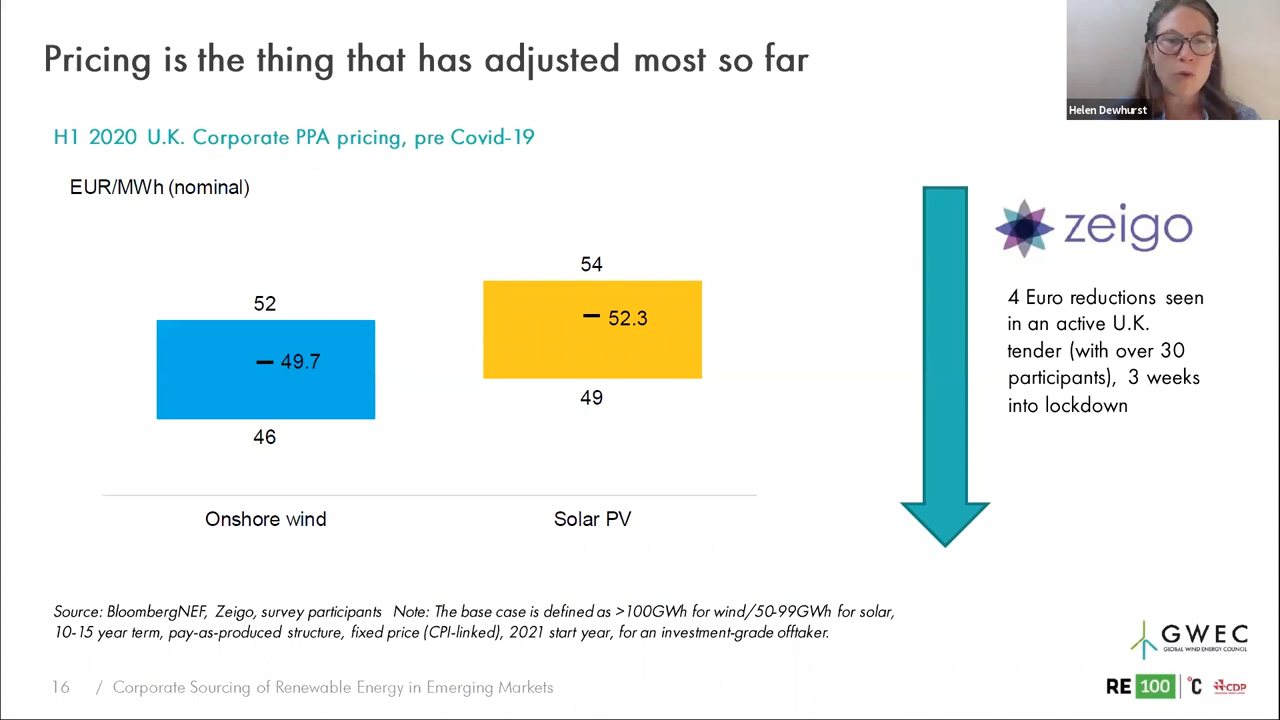 Pricing is the thing that has adjusted most so far
Helen Dewhurst
H1 2020 U.K. Corporate PPA pricing, pre Covid-19
EUR/MWh (nominal)
52
49.7
46
54
52.3
49
Onshore wind
Solar PV
zeigo
4 Euro reductions seen
in an active U.K.
tender (with over 30
participants), 3 weeks
into lockdown
Source: BloombergNEF, Zeigo, survey participants Note: The base case is defined as >100GWh for wind/50-99GWh for solar,
10-15 year term, pay-as-produced structure, fixed price (CPI-linked), 2021 start year, for an investment-grade offtaker.
GWEC
GLOBAL WIND ENERGY COUNCIL
16 / Corporate Sourcing of Renewable Energy in Emerging Markets
RE 100 °C CDP